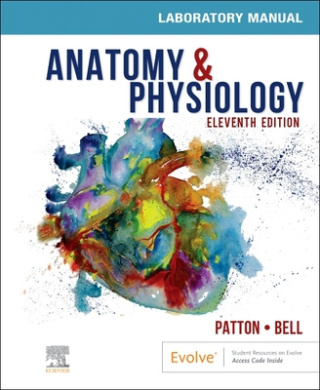 LABORATORY MANUAL
ANATOMY &
PHYSIOLOGY
ELEVENTH EDITION
PATTON • BELL
ELSEVIER
Evolve
Student Resources on Evolve
Access Code Inside